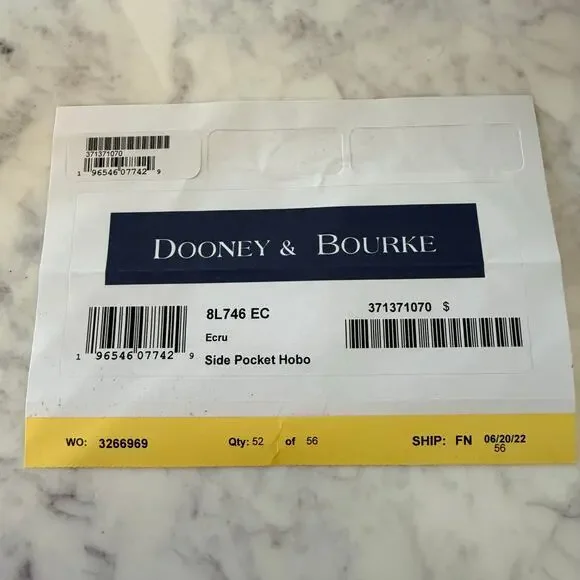 371371070
1 96546 07742 9
DOONEY & BOURKE
8L746 EC
Ecru
Side Pocket Hobo
1 96546 07742 9
371371070 $
WO: 3266969 Qty: 52 of 56 SHIP: FN 06/20/22
56